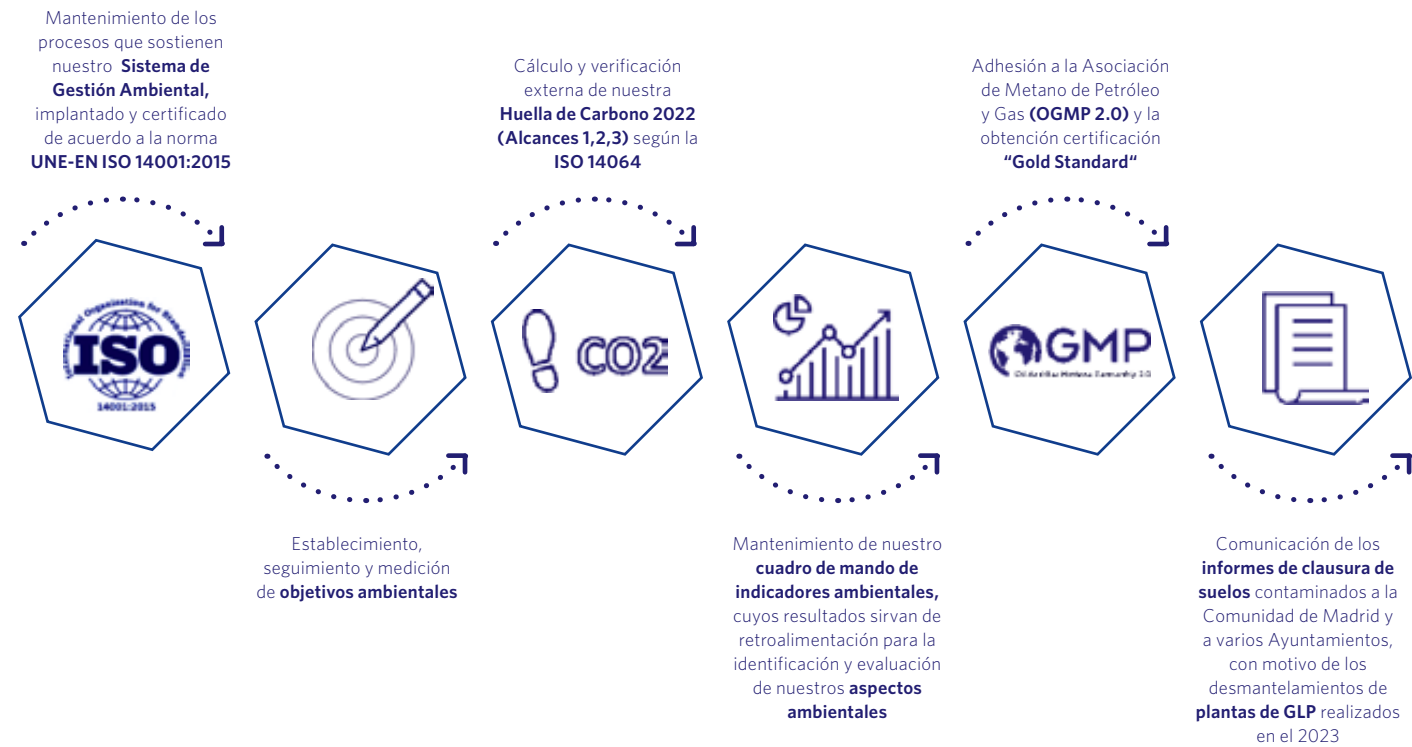 Mantenimiento de los
procesos que sostienen
nuestro Sistema de
Gestión Ambiental,
implantado y certificado
de acuerdo a la norma
UNE-EN ISO 14001:2015
Cálculo y verificación
externa de nuestra
Huella de Carbono 2022
(Alcances 1,2,3) según la
ISO 14064
Adhesión a la Asociación
de Metano de Petróleo
y Gas (OGMP 2.0) y la
obtención certificación
“Gold Standard“
International Organization for
ISO
14001:2015
CO2
GMP
Establecimiento,
seguimiento y medición
de objetivos ambientales
Mantenimiento de nuestro
cuadro de mando de
indicadores ambientales,
cuyos resultados sirvan de
retroalimentación para la
identificación y evaluación
de nuestros aspectos
ambientales
Comunicación de los
informes de clausura de
suelos contaminados a la
Comunidad de Madrid y
a varios Ayuntamientos,
con motivo de los
desmantelamientos de
plantas de GLP realizados
en el 2023